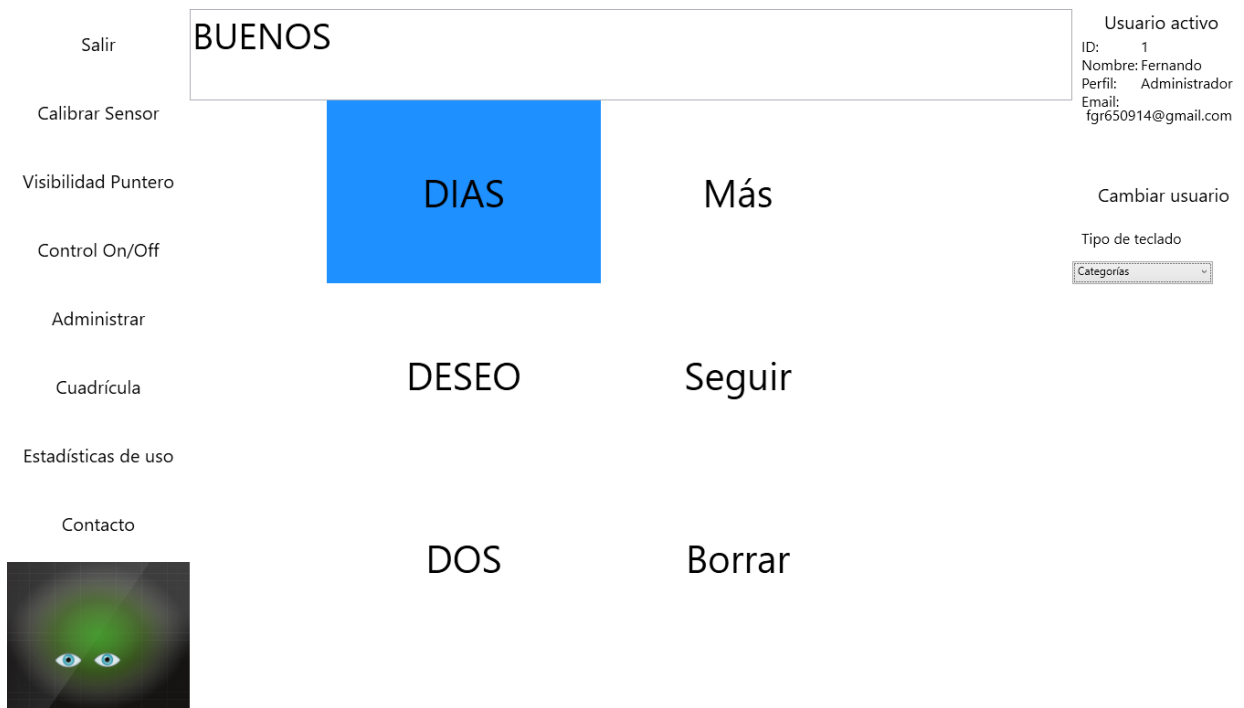 Salir
Calibrar Sensor
Visibilidad Puntero
Control On/Off
Administrar
Cuadrícula
Estadísticas de uso
Contacto
BUENOS
DIAS
Más
DESEO
Seguir
DOS
Borrar
Usuario activo
ID: 1
Nombre: Fernando
Perfil: Administrador
Email:
fgr650914@gmail.com
Cambiar usuario
Tipo de teclado
Categorías